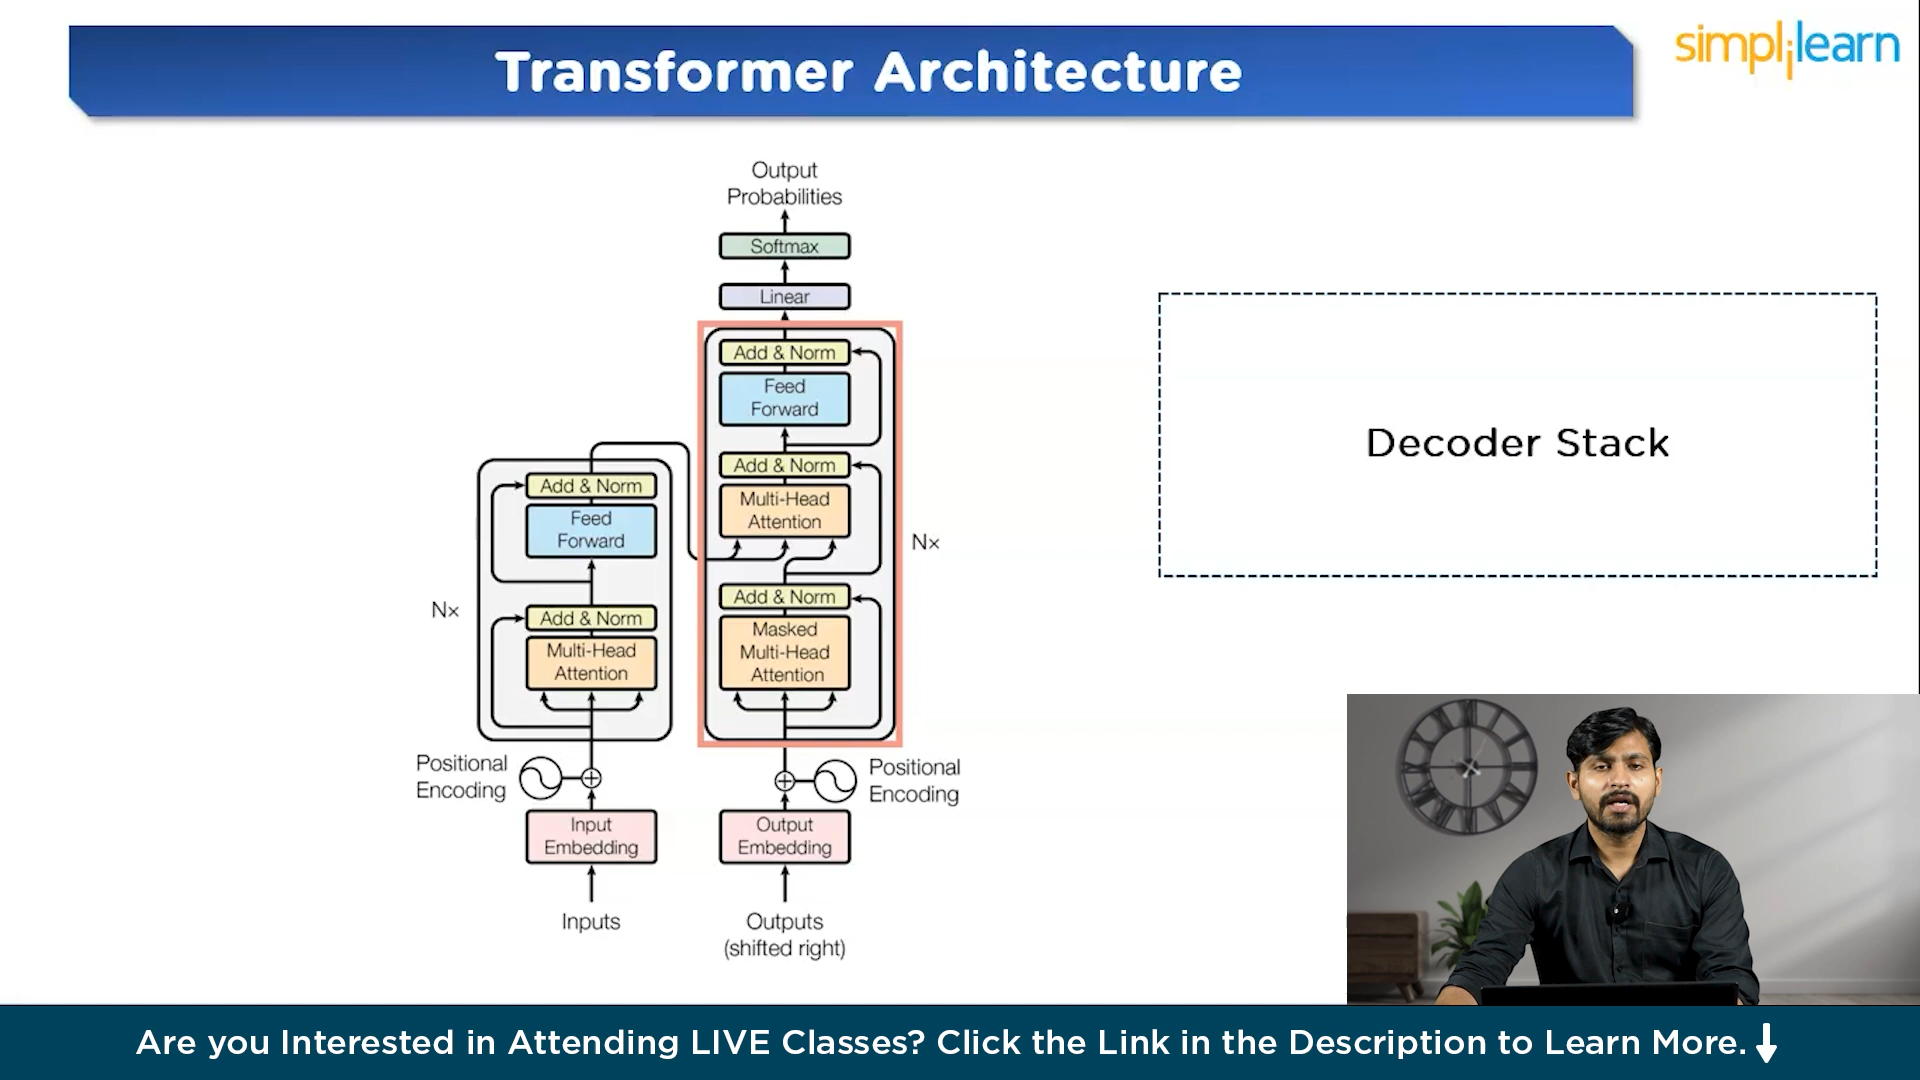 Transformer Architecture
simplilearn
Output
Probabilities
Softmax
Linear
Add & Norm
Feed
Forward
Add & Norm
Multi-Head
Attention
Nx
Add & Norm
Masked
Multi-Head
Attention
Add & Norm
Feed
Forward
Nx
Add & Norm
Multi-Head
Attention
Positional
Encoding
Positional
Encoding
Input
Embedding
Output
Embedding
Inputs
Outputs
(shifted right)
Decoder Stack
Are you Interested in Attending LIVE Classes? Click the Link in the Description to Learn More.